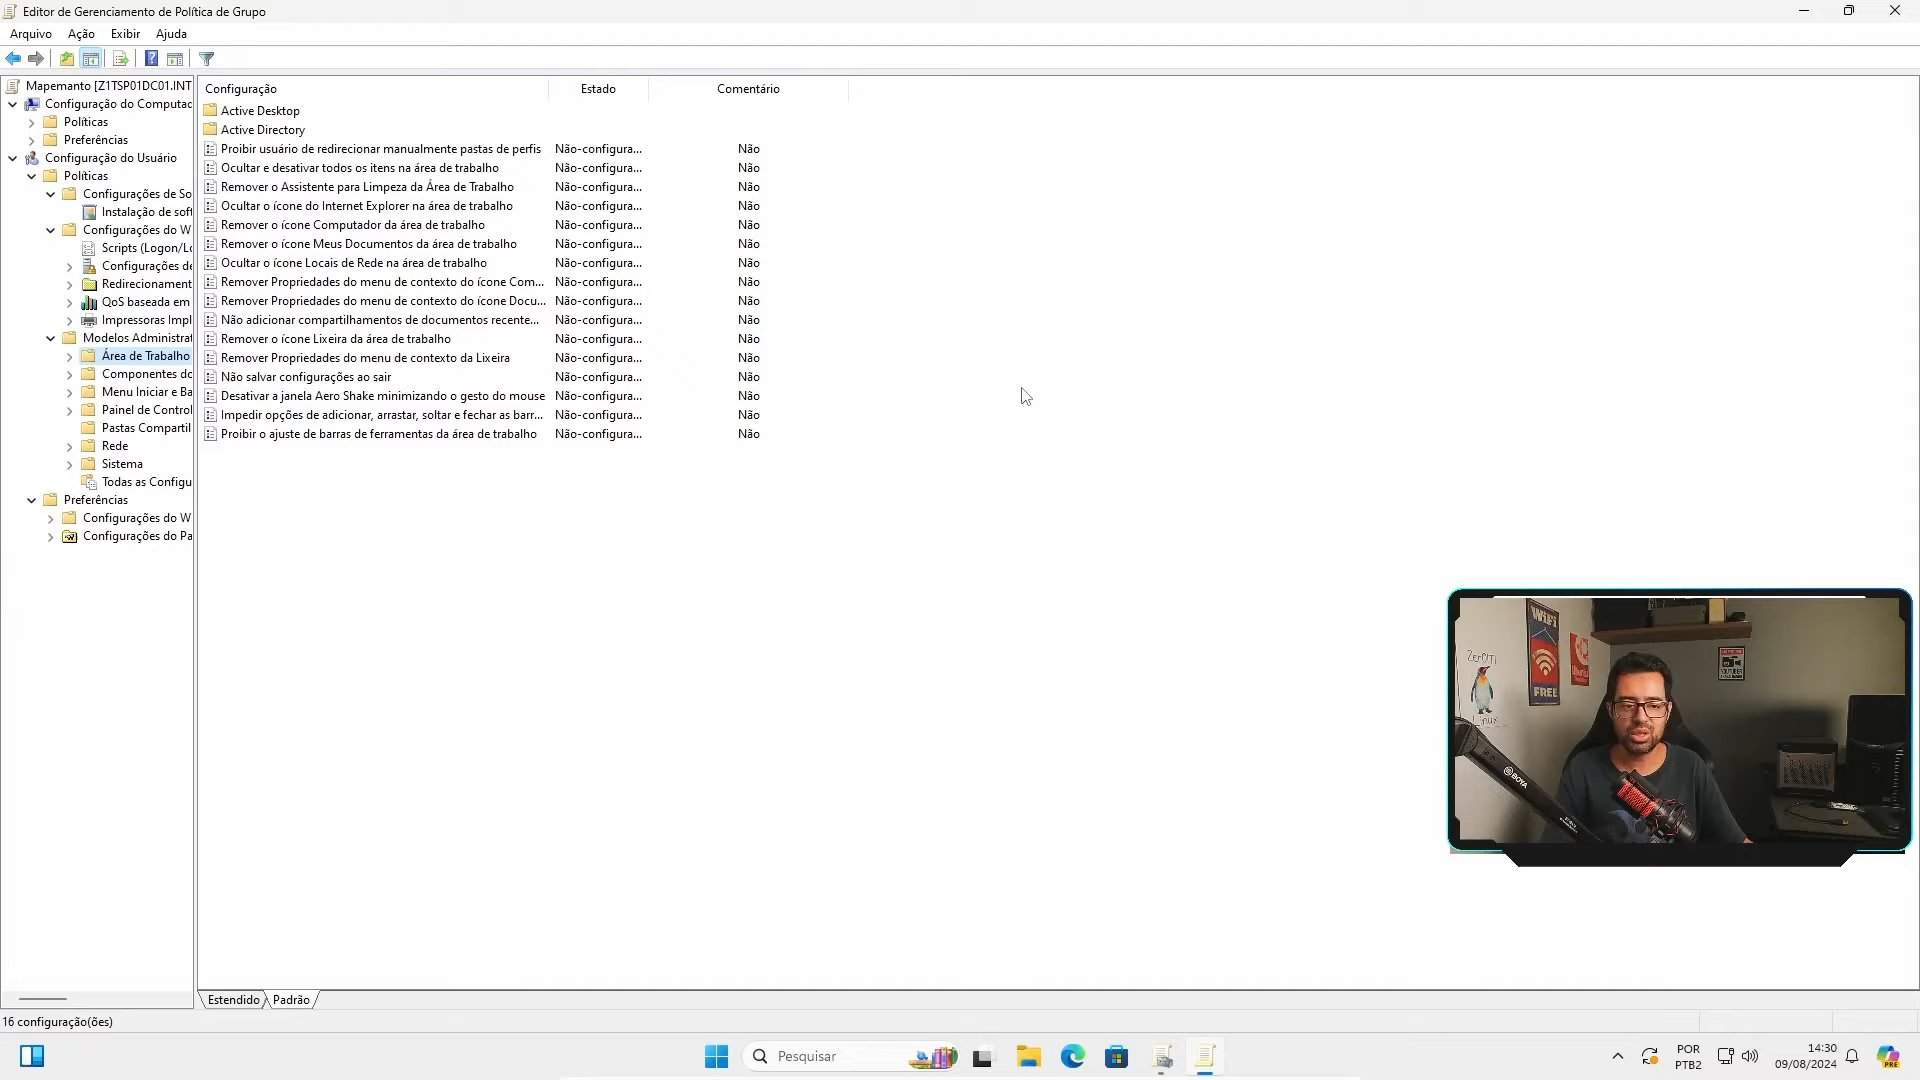 Editor de Gerenciamento de Política de Grupo
Arquivo Ação Exibir Ajuda
Mapemanto [Z1TSP01DC01.INT
Configuração do Computac
Políticas
Preferências
Configuração do Usuário
Políticas
Configurações de So
Instalação de soft
Configurações do W
Scripts (Logon/Lo
Configurações de
Redirecionament
QoS baseada em
Impressoras Impl
Modelos Administrat
Área de Trabalho
Componentes do
Menu Iniciar e Ba
Painel de Control
Pastas Compartil
Rede
Sistema
Todas as Configu
Preferências
Configurações do W
Configurações do Pa
Configuração Estado Comentário
Active Desktop
Active Directory
Proibir usuário de redirecionar manualmente pastas de perfis Não-configura... Não
Ocultar e desativar todos os itens na área de trabalho Não-configura... Não
Remover o Assistente para Limpeza da Área de Trabalho Não-configura... Não
Ocultar o ícone do Internet Explorer na área de trabalho Não-configura... Não
Remover o ícone Computador da área de trabalho Não-configura... Não
Remover o ícone Meus Documentos da área de trabalho Não-configura... Não
Ocultar o ícone Locais de Rede na área de trabalho Não-configura... Não
Remover Propriedades do menu de contexto do ícone Com... Não-configura... Não
Remover Propriedades do menu de contexto do ícone Docu... Não-configura... Não
Não adicionar compartilhamentos de documentos recente... Não-configura... Não
Remover o ícone Lixeira da área de trabalho Não-configura... Não
Remover Propriedades do menu de contexto da Lixeira Não-configura... Não
Não salvar configurações ao sair Não-configura... Não
Desativar a janela Aero Shake minimizando o gesto do mouse Não-configura... Não
Impedir opções de adicionar, arrastar, soltar e fechar as barr... Não-configura... Não
Proibir o ajuste de barras de ferramentas da área de trabalho Não-configura... Não
WiFi
FREE
ZerOTi
Linux
BOYA
Estendido Padrão
16 configuração(ões)
Pesquisar
POR
PTB2
14:30
09/08/2024
PRE